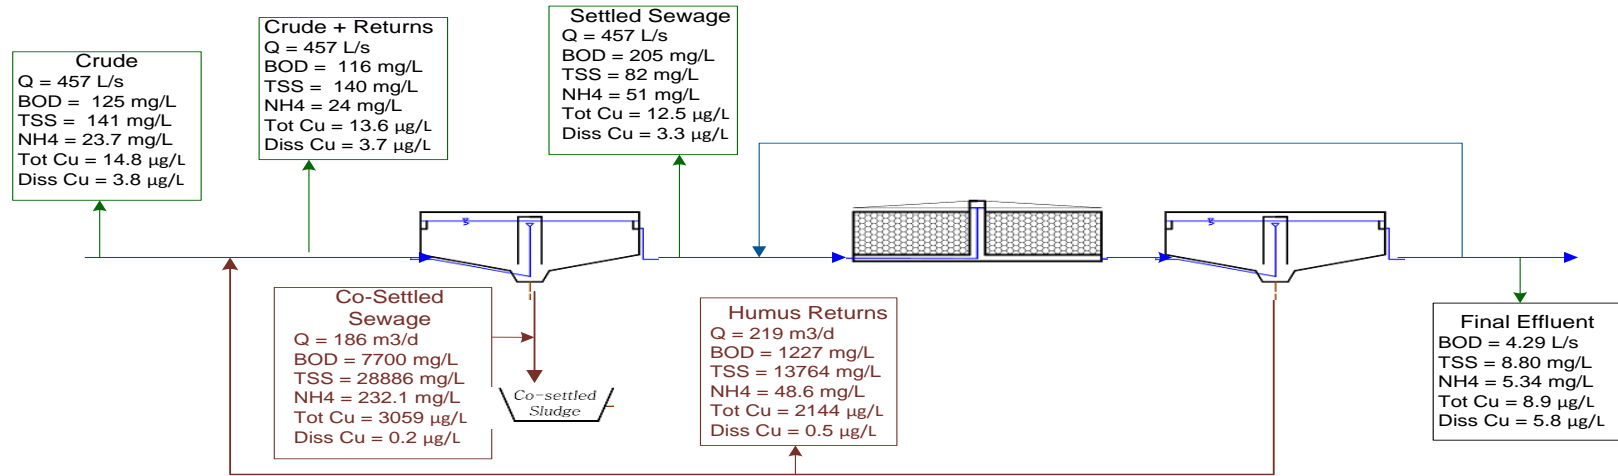 Crude
Q = 457 L/s
BOD =  125 mg/L
TSS =  141 mg/L
NH4 = 23.7 mg/L
Tot Cu = 14.8 µg/L
Diss Cu = 3.8 µg/L
Crude + Returns
Q = 457 L/s
BOD =  116 mg/L
TSS =  140 mg/L
NH4 = 24 mg/L
Tot Cu = 13.6 µg/L
Diss Cu = 3.7 µg/L
Settled Sewage
Q = 457 L/s
BOD = 205 mg/L
TSS = 82 mg/L
NH4 = 51 mg/L
Tot Cu = 12.5 µg/L
Diss Cu = 3.3 µg/L
Co-Settled
Sewage
Q = 186 m3/d
BOD = 7700 mg/L
TSS = 28886 mg/L
NH4 = 232.1 mg/L
Tot Cu = 3059 µg/L
Diss Cu = 0.2 µg/L
Co-settled
Sludge
Humus Returns
Q = 219 m3/d
BOD = 1227 mg/L
TSS = 13764 mg/L
NH4 = 48.6 mg/L
Tot Cu = 2144 µg/L
Diss Cu = 0.5 µg/L
Final Effluent
BOD = 4.29 L/s
TSS = 8.80 mg/L
NH4 = 5.34 mg/L
Tot Cu = 8.9 µg/L
Diss Cu = 5.8 µg/L